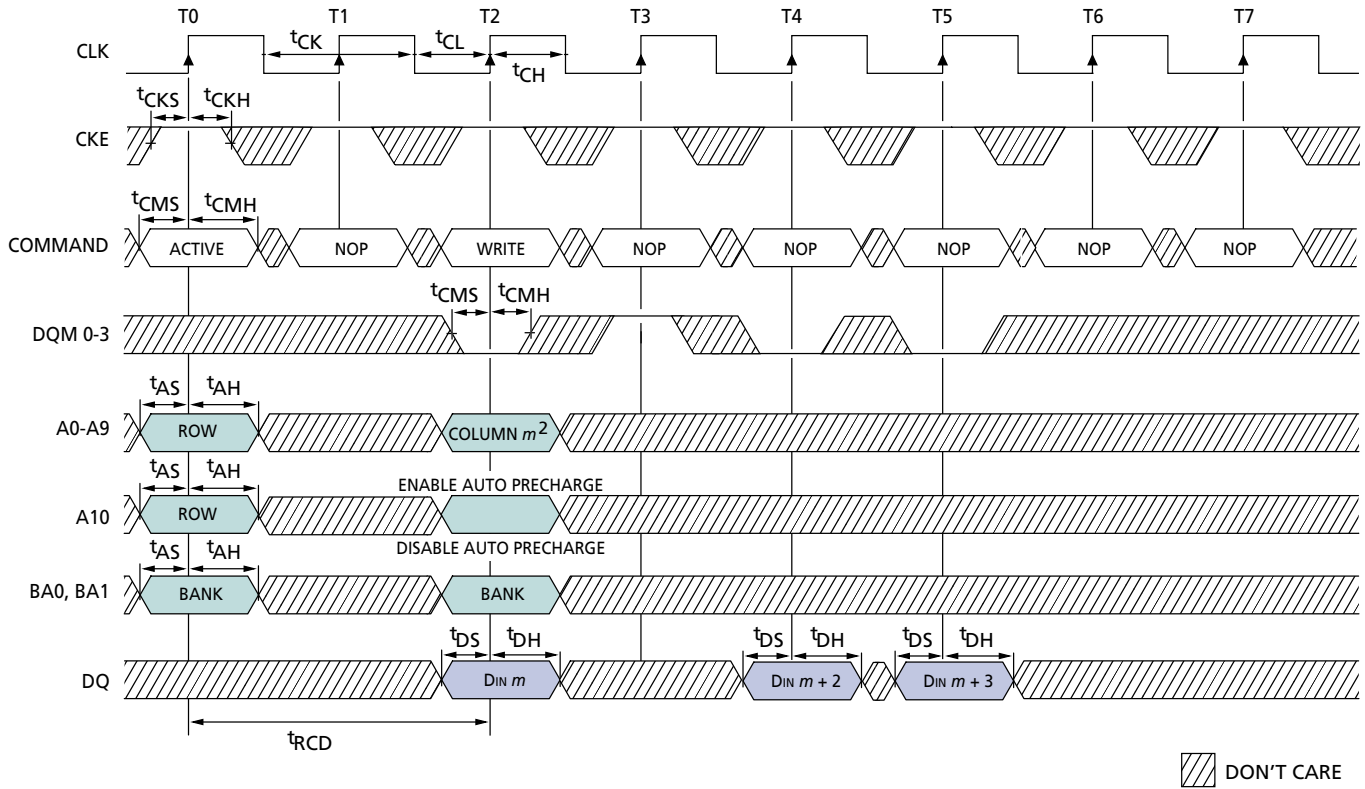 T0 T1 T2 T3 T4 T5 T6 T7
CLK
tCK tCL
tCH
tCKS tCKH
CKE
tCMS tCMH
COMMAND ACTIVE NOP WRITE NOP NOP NOP NOP NOP
tCMS tCMH
DQM 0-3
tAS tAH
A0-A9 ROW COLUMN m2
tAS tAH ENABLE AUTO PRECHARGE
A10 ROW
DISABLE AUTO PRECHARGE
tAS tAH
BA0, BA1 BANK BANK
tDS tDH tDS tDH tDS tDH
DQ DIN m DIN m + 2 DIN m + 3
tRCD
DON'T CARE